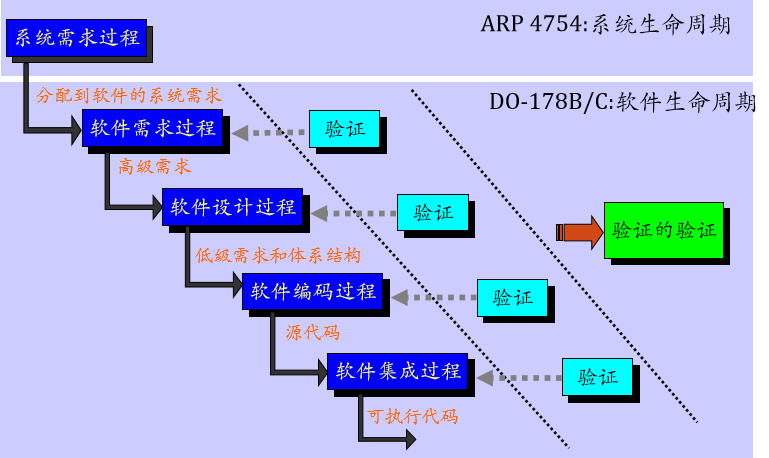 ARP 4754:系统生命周期
系统需求过程
分配到软件的系统需求
DO-178B/C:软件生命周期
软件需求过程
验证
高级需求
软件设计过程
验证
验证的验证
低级需求和体系结构
软件编码过程
验证
源代码
软件集成过程
验证
可执行代码